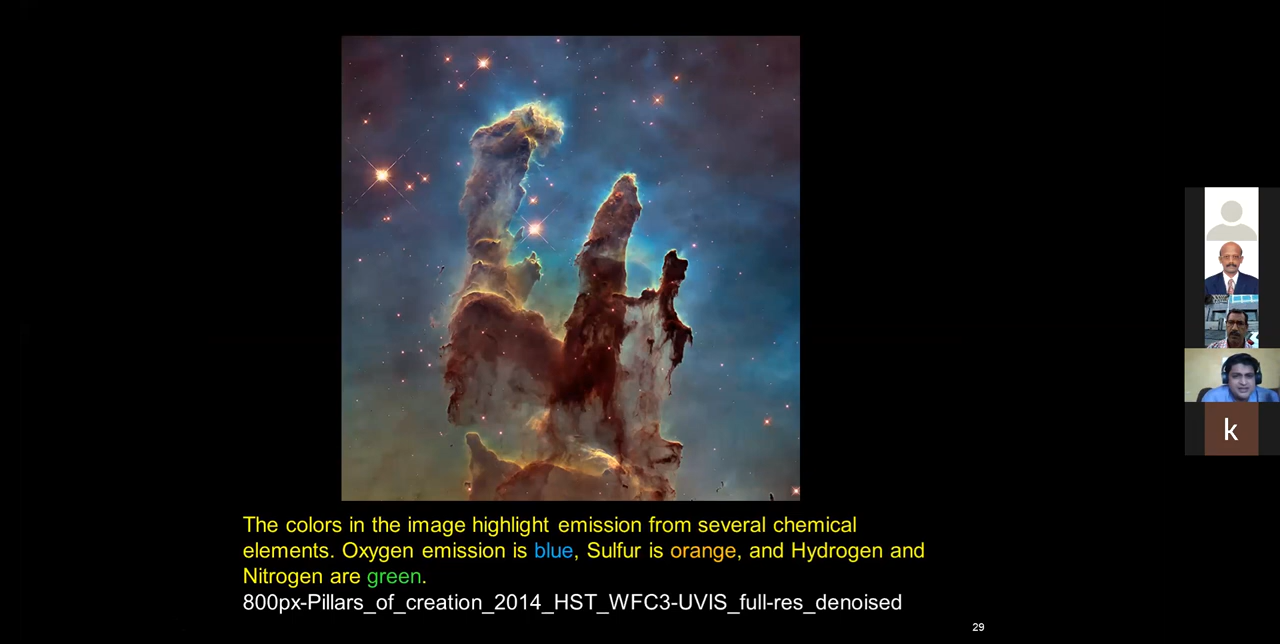 The colors in the image highlight emission from several chemical
elements. Oxygen emission is blue, Sulfur is orange, and Hydrogen and
Nitrogen are green.
800px-Pillars_of_creation_2014_HST_WFC3-UVIS_full-res_denoised
29
k